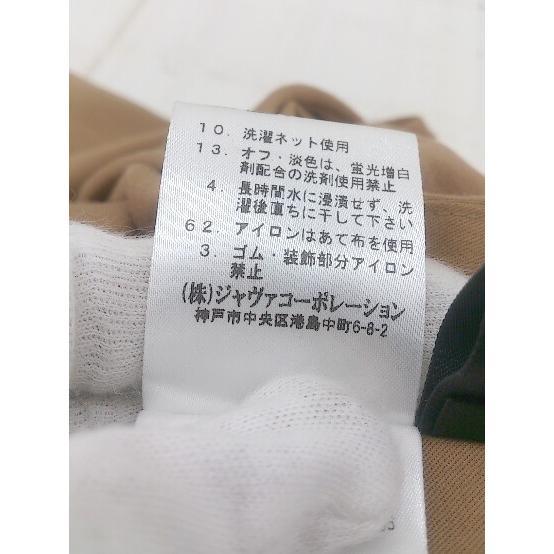 10. 洗濯ネット使用
13. オフ・淡色は、蛍光増白
剤配合の洗剤使用禁止
4. 長時間水に浸漬せず、洗
濯後直ちに干して下さい
62. アイロンはあて布を使用
3. ゴム・装飾部分アイロン
禁止
(株)ジャヴァコーポレーション
神戸市中央区港島中町6-8-2